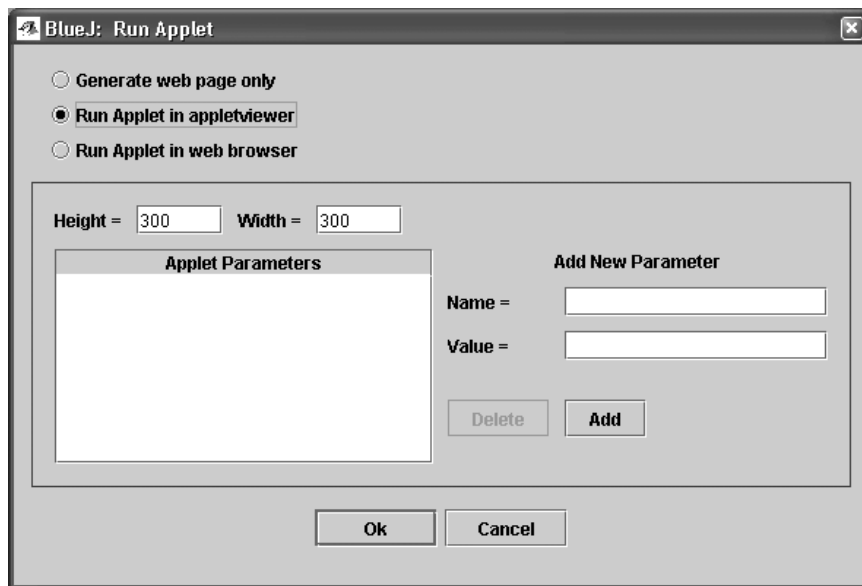 BlueJ: Run Applet
Generate web page only
Run Applet in appletviewer
Run Applet in web browser
Height = 300 Width = 300
Applet Parameters
Add New Parameter
Name =
Value =
Delete Add
Ok Cancel